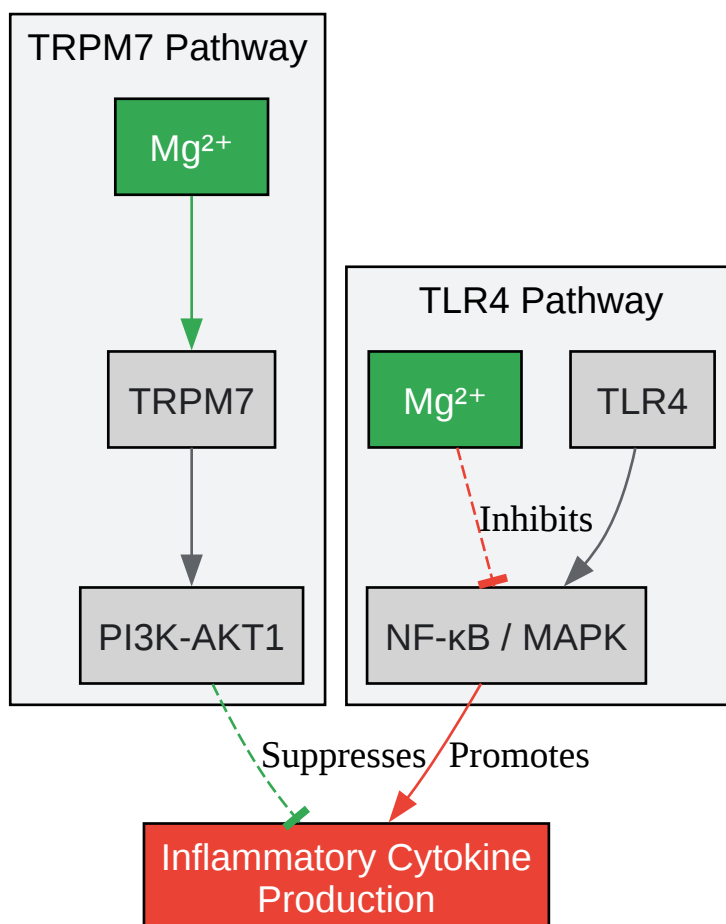 TRPM7 Pathway
Mg²⁺
TRPM7
PI3K-AKT1
TLR4 Pathway
Mg²⁺
TLR4
Inhibits
NF-κB / MAPK
Suppresses
Promotes
Inflammatory Cytokine
Production